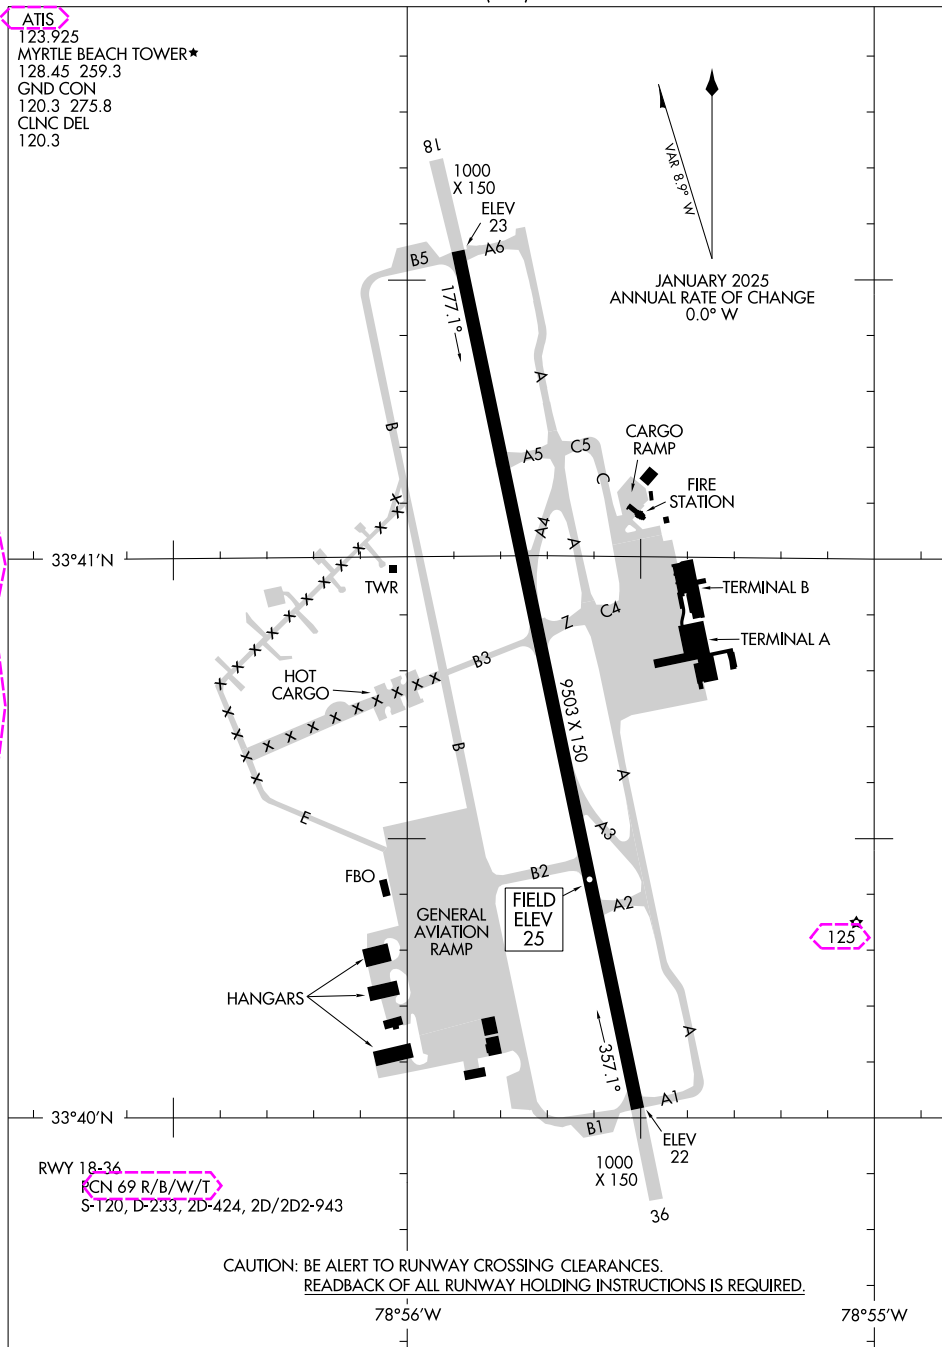 ATIS
123.925
MYRTLE BEACH TOWER★
128.45 259.3
GND CON
120.3 275.8
CLNC DEL
120.3
18
1000
X 150
ELEV
23
VAR 8.9° W
JANUARY 2025
ANNUAL RATE OF CHANGE
0.0° W
B5
A6
177.1°
A
B
CARGO
RAMP
A5
C5
C
FIRE
STATION
A4
A
33°41'N
TWR
TERMINAL B
C4
Z
TERMINAL A
B3
HOT
CARGO
9503 X 150
B
A
E
A3
B2
FBO
FIELD
ELEV
25
A2
GENERAL
AVIATION
RAMP
125
HANGARS
A
357.1°
A1
33°40'N
B1
ELEV
22
RWY 18-36
PCN 69 R/B/W/T
S-120, D-233, 2D-424, 2D/2D2-943
1000
X 150
36
CAUTION: BE ALERT TO RUNWAY CROSSING CLEARANCES.
READBACK OF ALL RUNWAY HOLDING INSTRUCTIONS IS REQUIRED.
78°56'W
78°55'W